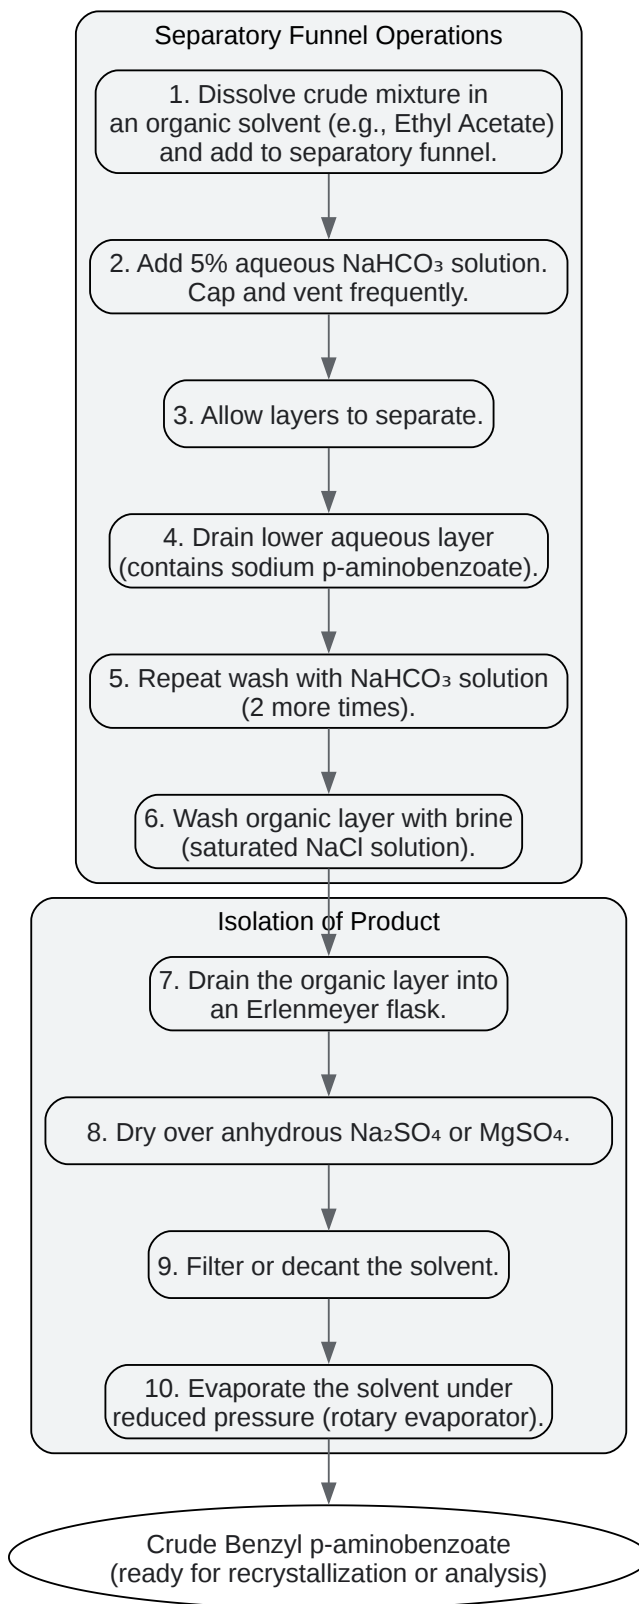 Separatory Funnel Operations
1. Dissolve crude mixture in
an organic solvent (e.g., Ethyl Acetate)
and add to separatory funnel.
2. Add 5% aqueous NaHCO₃ solution.
Cap and vent frequently.
3. Allow layers to separate.
4. Drain lower aqueous layer
(contains sodium p-aminobenzoate).
5. Repeat wash with NaHCO₃ solution
(2 more times).
6. Wash organic layer with brine
(saturated NaCl solution).
Isolation of Product
7. Drain the organic layer into
an Erlenmeyer flask.
8. Dry over anhydrous Na₂SO₄ or MgSO₄.
9. Filter or decant the solvent.
10. Evaporate the solvent under
reduced pressure (rotary evaporator).
Crude Benzyl p-aminobenzoate
(ready for recrystallization or analysis)